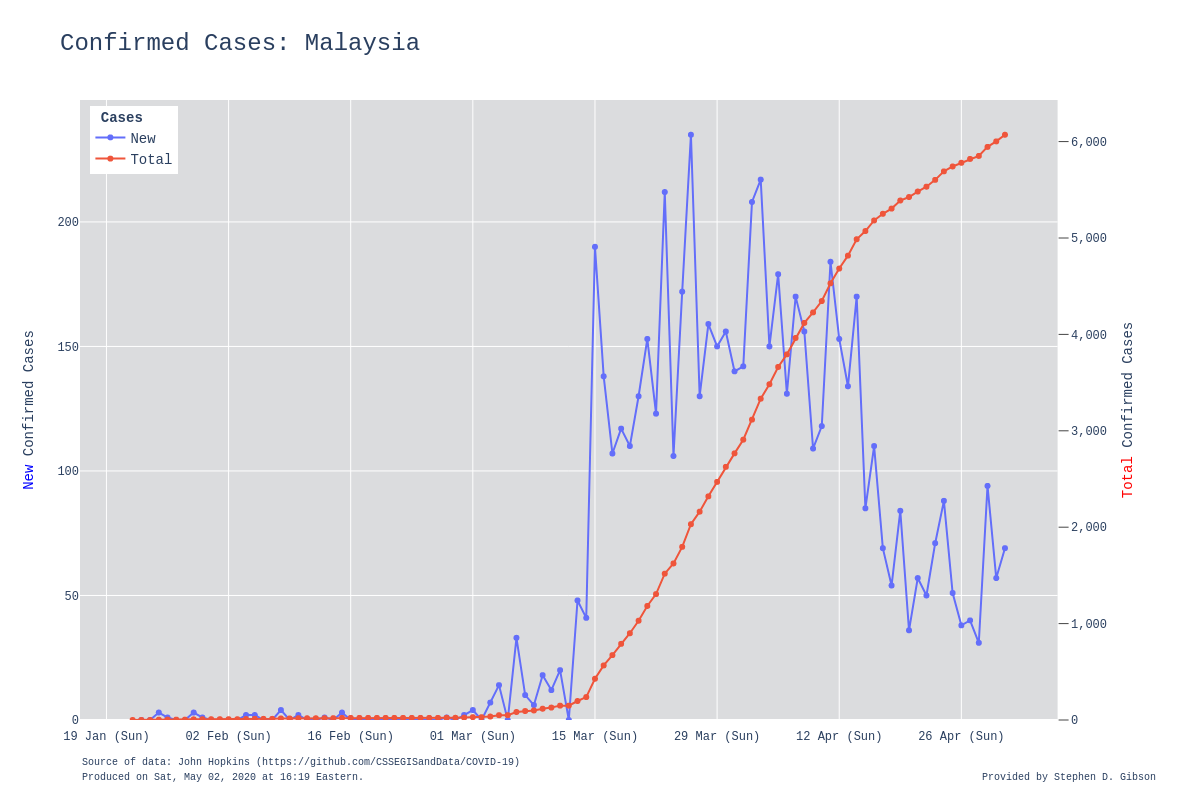 Confirmed Cases: Malaysia
Cases
New
Total
200
150
100
50
0
6,000
5,000
4,000
3,000
2,000
1,000
0
New Confirmed Cases
Total Confirmed Cases
19 Jan (Sun) 02 Feb (Sun) 16 Feb (Sun) 01 Mar (Sun) 15 Mar (Sun) 29 Mar (Sun) 12 Apr (Sun) 26 Apr (Sun)
Source of data: John Hopkins (https://github.com/CSSEGISandData/COVID-19)
Produced on Sat, May 02, 2020 at 16:19 Eastern.
Provided by Stephen D. Gibson